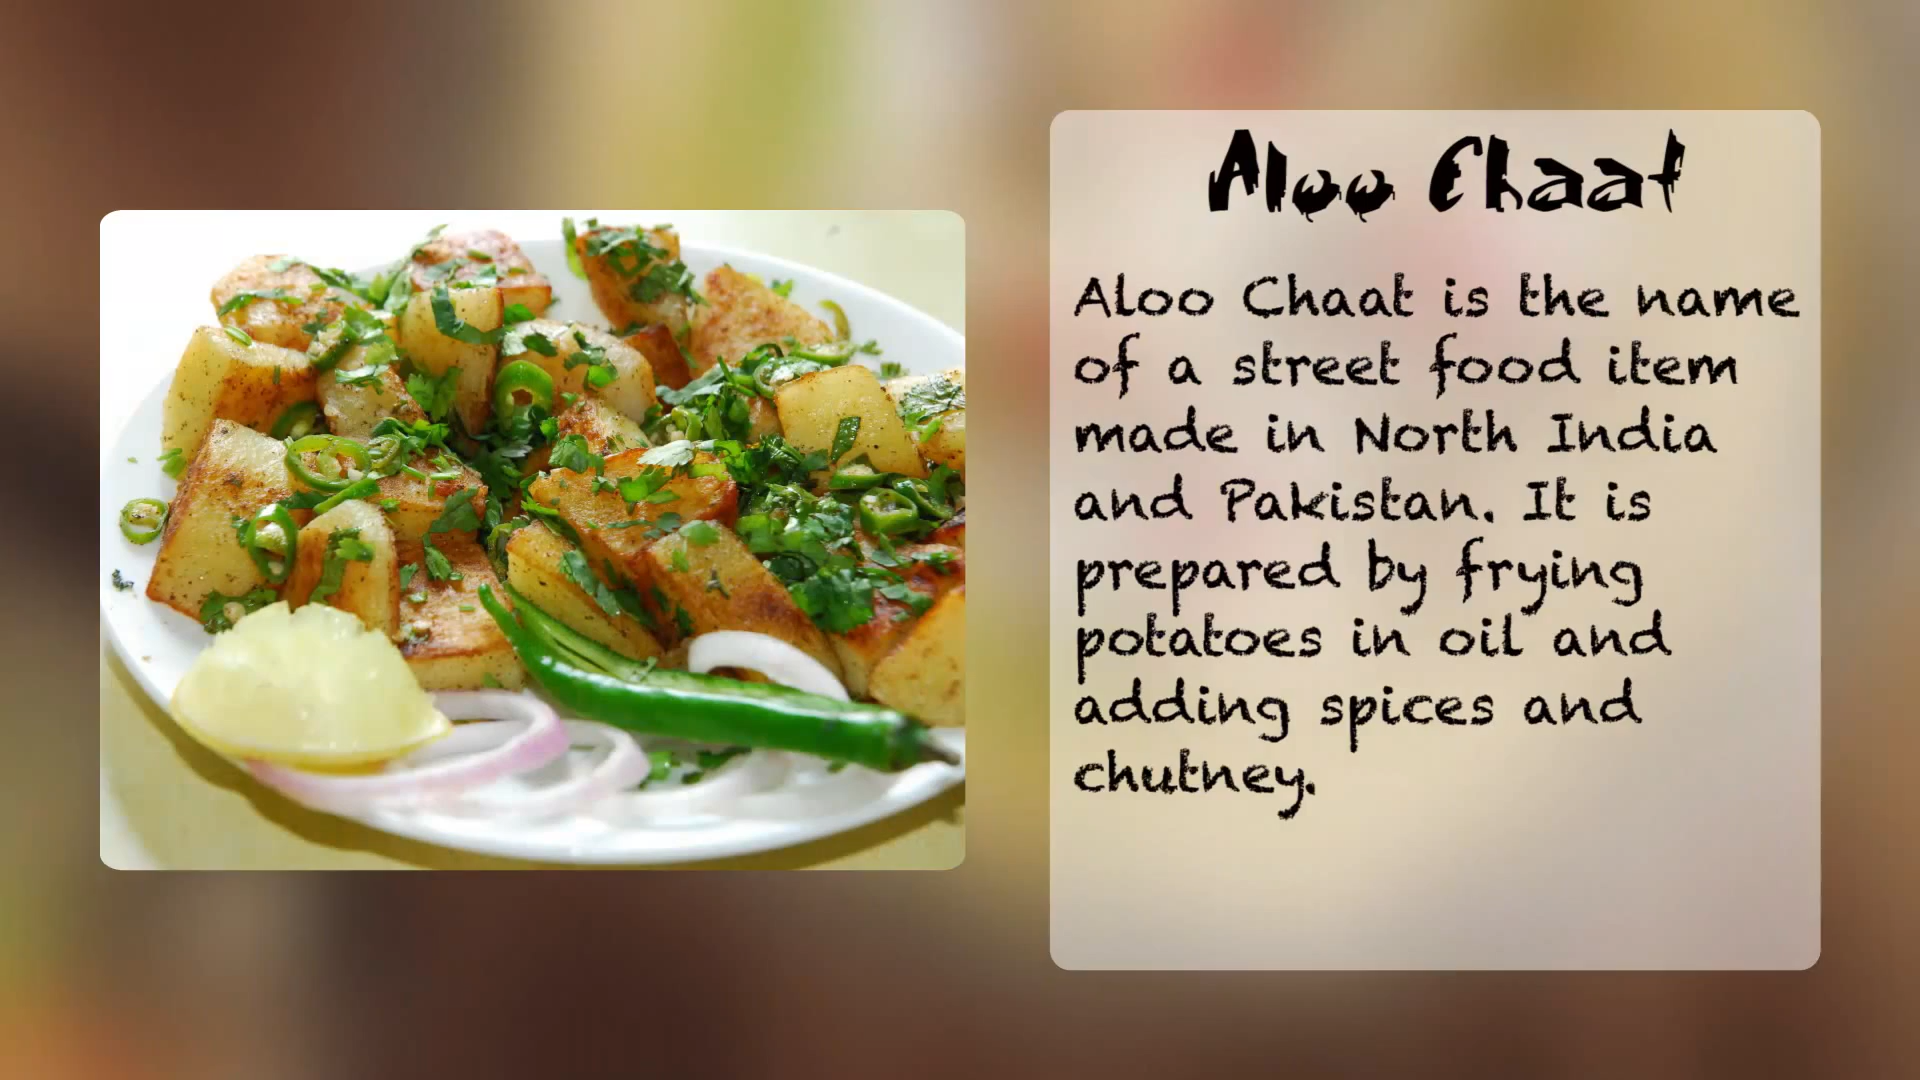 Aloo Chaat
Aloo Chaat is the name
of a street food item
made in North India
and Pakistan. It is
prepared by frying
potatoes in oil and
adding spices and
chutney.